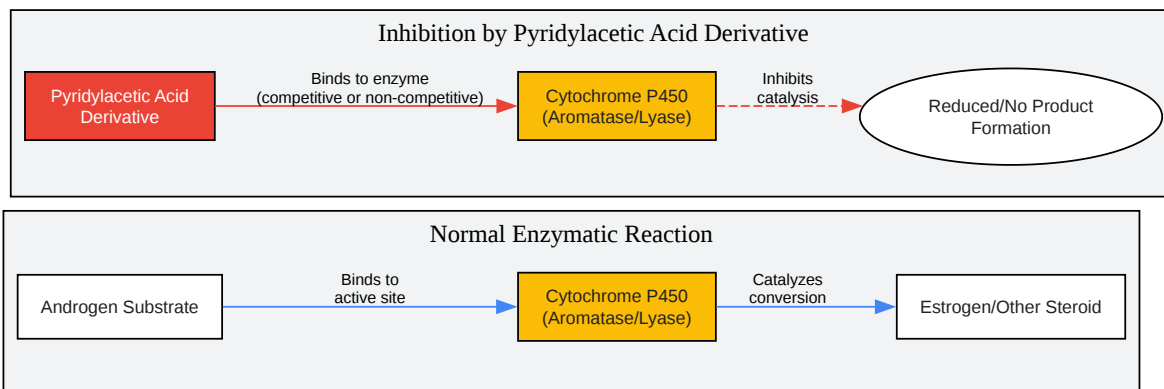 Inhibition by Pyridylacetic Acid Derivative
Pyridylacetic Acid
Derivative
Binds to enzyme
(competitive or non-competitive)
Cytochrome P450
(Aromatase/Lyase)
Inhibits
catalysis
Reduced/No Product
Formation
Normal Enzymatic Reaction
Androgen Substrate
Binds to
active site
Cytochrome P450
(Aromatase/Lyase)
Catalyzes
conversion
Estrogen/Other Steroid